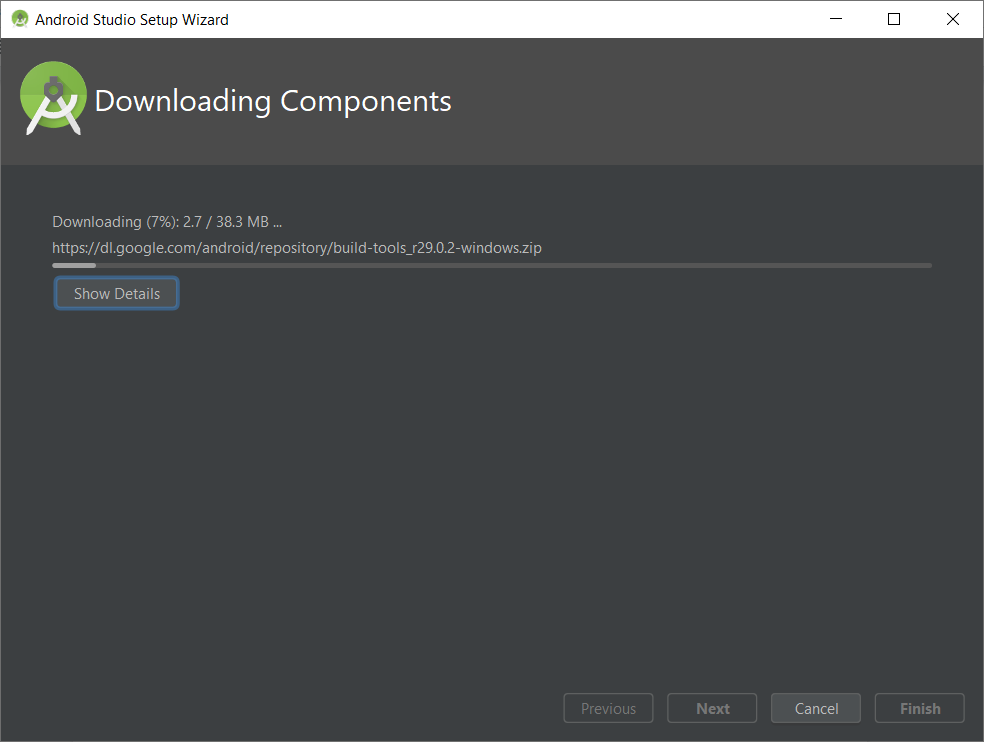 Android Studio Setup Wizard
Downloading Components
Downloading (7%): 2.7 / 38.3 MB ...
https://dl.google.com/android/repository/build-tools_r29.0.2-windows.zip
Show Details
Previous Next Cancel Finish